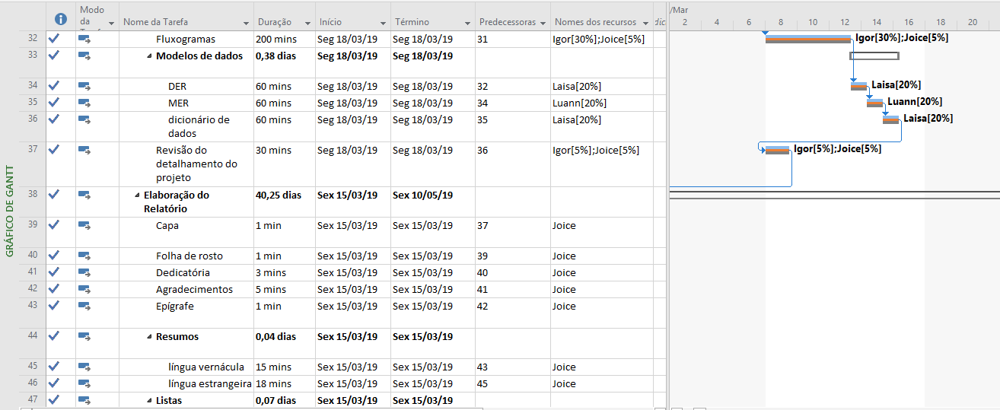 Modo
da
Tarefa
Nome da Tarefa
Duração
Início
Término
Predecessoras
Nomes dos recursos
/Mar
2 4 6 8 10 12 14 16 18 20
GRÁFICO DE GANTT
32 Fluxogramas 200 mins Seg 18/03/19 Seg 18/03/19 31 Igor[30%];Joice[5%]
Igor[30%];Joice[5%]
33 Modelos de dados 0,38 dias Seg 18/03/19 Seg 18/03/19
34 DER 60 mins Seg 18/03/19 Seg 18/03/19 32 Laisa[20%]
Laisa[20%]
35 MER 60 mins Seg 18/03/19 Seg 18/03/19 34 Luann[20%]
Luann[20%]
36 dicionário de 60 mins Seg 18/03/19 Seg 18/03/19 35 Laisa[20%]
dados
Laisa[20%]
37 Revisão do 30 mins Seg 18/03/19 Seg 18/03/19 36 Igor[5%];Joice[5%]
detalhamento do
projeto
Igor[5%];Joice[5%]
38 Elaboração do 40,25 dias Sex 15/03/19 Sex 10/05/19
Relatório
39 Capa 1 min Sex 15/03/19 Sex 15/03/19 37 Joice
40 Folha de rosto 1 min Sex 15/03/19 Sex 15/03/19 39 Joice
41 Dedicatória 3 mins Sex 15/03/19 Sex 15/03/19 40 Joice
42 Agradecimentos 5 mins Sex 15/03/19 Sex 15/03/19 41 Joice
43 Epígrafe 1 min Sex 15/03/19 Sex 15/03/19 42 Joice
44 Resumos 0,04 dias Sex 15/03/19 Sex 15/03/19
45 língua vernácula 15 mins Sex 15/03/19 Sex 15/03/19 43 Joice
46 língua estrangeira 18 mins Sex 15/03/19 Sex 15/03/19 45 Joice
47 Listas 0,07 dias Sex 15/03/19 Sex 15/03/19